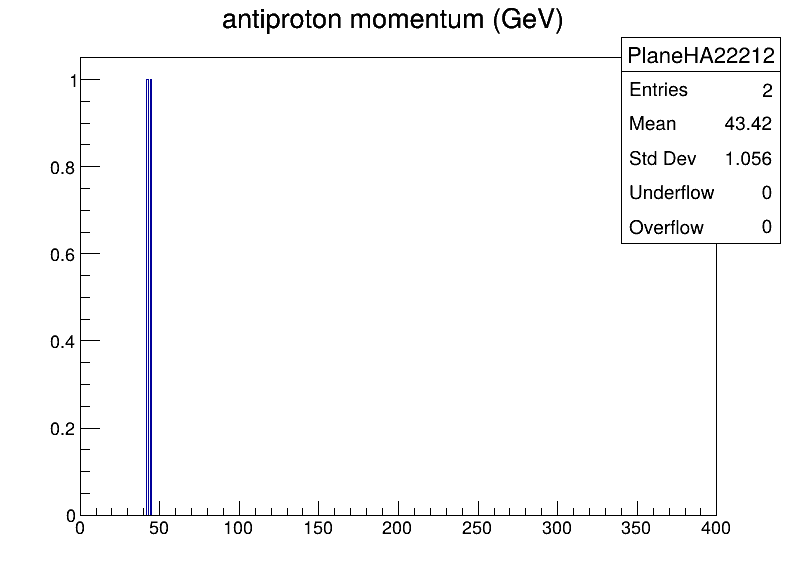 antiproton momentum (GeV)
PlaneHA22212
Entries 2
Mean 43.42
Std Dev 1.056
Underflow 0
Overflow 0
1
0.8
0.6
0.4
0.2
0
0 50 100 150 200 250 300 350 400